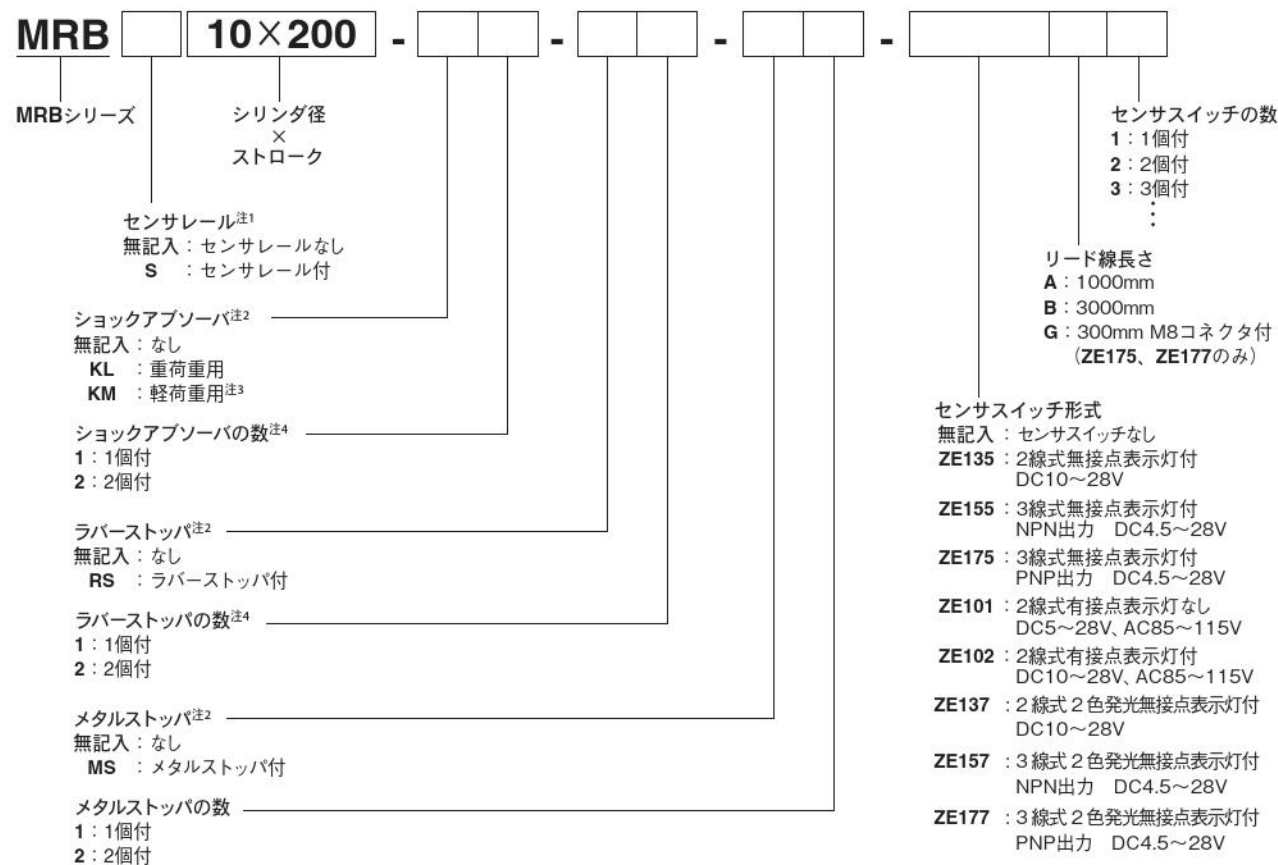 MRB 10×200 - - - -
MRBシリーズ
シリンダ径
×
ストローク
センサレール注1
無記入：センサレールなし
S ：センサレール付
ショックアブソーバ注2
無記入：なし
KL ：重荷重用
KM ：軽荷重用注3
ショックアブソーバの数注4
1：1個付
2：2個付
ラバーストッパ注2
無記入：なし
RS ：ラバーストッパ付
ラバーストッパの数注4
1：1個付
2：2個付
メタルストッパ注2
無記入：なし
MS ：メタルストッパ付
メタルストッパの数
1：1個付
2：2個付
センサスイッチの数
1：1個付
2：2個付
3：3個付
⋮
リード線長さ
A：1000mm
B：3000mm
G：300mm M8コネクタ付
（ZE175、ZE177のみ）
センサスイッチ形式
無記入：センサスイッチなし
ZE135：2線式無接点表示灯付
DC10〜28V
ZE155：3線式無接点表示灯付
NPN出力 DC4.5〜28V
ZE175：3線式無接点表示灯付
PNP出力 DC4.5〜28V
ZE101：2線式有接点表示灯なし
DC5〜28V、AC85〜115V
ZE102：2線式有接点表示灯付
DC10〜28V、AC85〜115V
ZE137 ：2線式2色発光無接点表示灯付
DC10〜28V
ZE157 ：3線式2色発光無接点表示灯付
NPN出力 DC4.5〜28V
ZE177 ：3線式2色発光無接点表示灯付
PNP出力 DC4.5〜28V